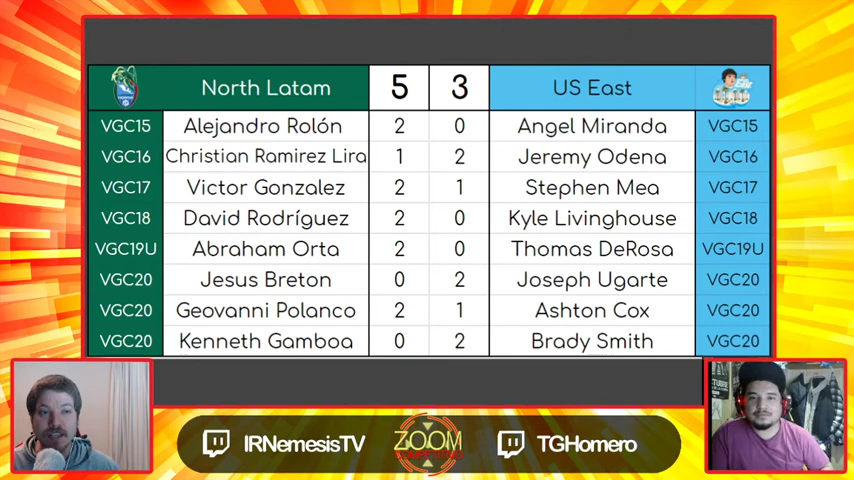 North Latam 5 3 US East
VGC15 Alejandro Rolón 2 0 Angel Miranda VGC15
VGC16 Christian Ramirez Lira 1 2 Jeremy Odena VGC16
VGC17 Victor Gonzalez 2 1 Stephen Mea VGC17
VGC18 David Rodríguez 2 0 Kyle Livinghouse VGC18
VGC19U Abraham Orta 2 0 Thomas DeRosa VGC19U
VGC20 Jesus Breton 0 2 Joseph Ugarte VGC20
VGC20 Geovanni Polanco 2 1 Ashton Cox VGC20
VGC20 Kenneth Gamboa 0 2 Brady Smith VGC20
IRNemesisTV ZOOM TGHomero